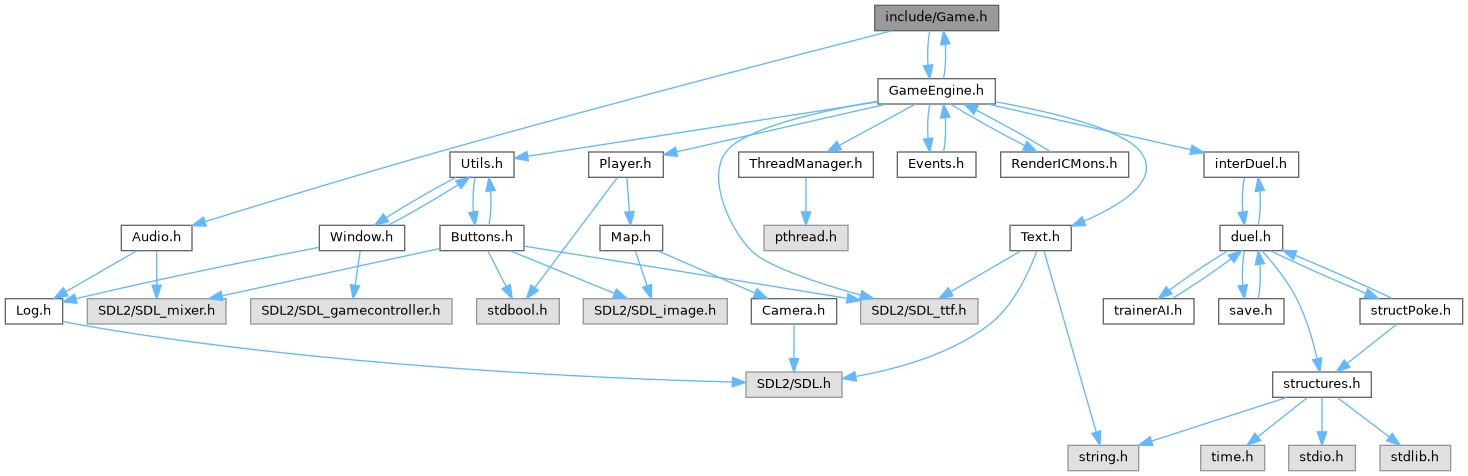 include/Game.h
GameEngine.h
Utils.h
Player.h
ThreadManager.h
Events.h
RenderICMons.h
interDuel.h
Audio.h
Window.h
Buttons.h
Map.h
pthread.h
Text.h
duel.h
Log.h
SDL2/SDL_mixer.h
SDL2/SDL_gamecontroller.h
stdbool.h
SDL2/SDL_image.h
Camera.h
SDL2/SDL_ttf.h
trainerAI.h
save.h
structPoke.h
SDL2/SDL.h
structures.h
string.h
time.h
stdio.h
stdlib.h